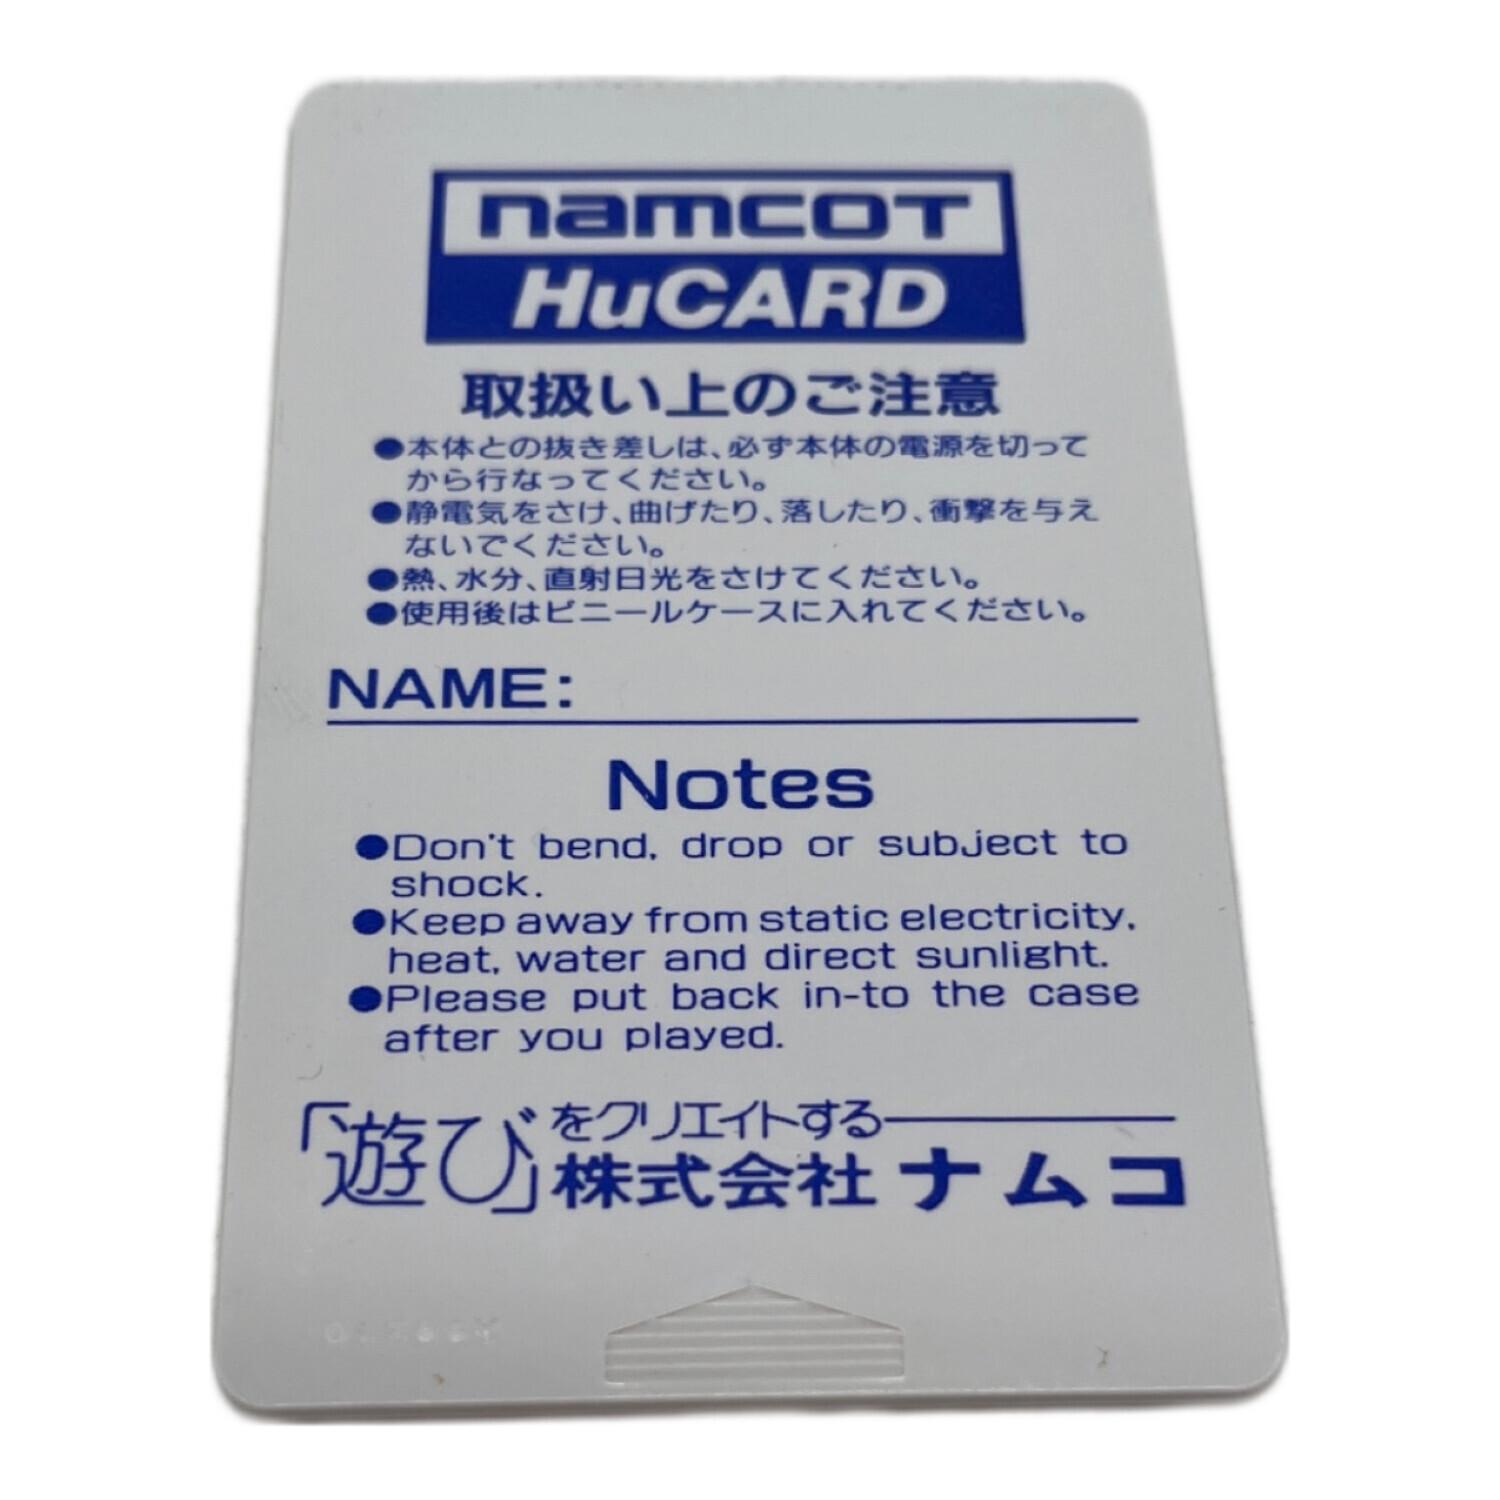 namcoT
HuCARD
取扱い上のご注意
●本体との抜き差しは、必ず本体の電源を切って
から行なってください。
●静電気をさけ、曲げたり、落したり、衝撃を与え
ないでください。
●熱、水分、直射日光をさけてください。
●使用後はビニールケースに入れてください。
NAME:
Notes
●Don't bend, drop or subject to
shock.
●Keep away from static electricity,
heat, water and direct sunlight.
●Please put back in-to the case
after you played.
「遊び」をクリエイトする
株式会社ナムコ